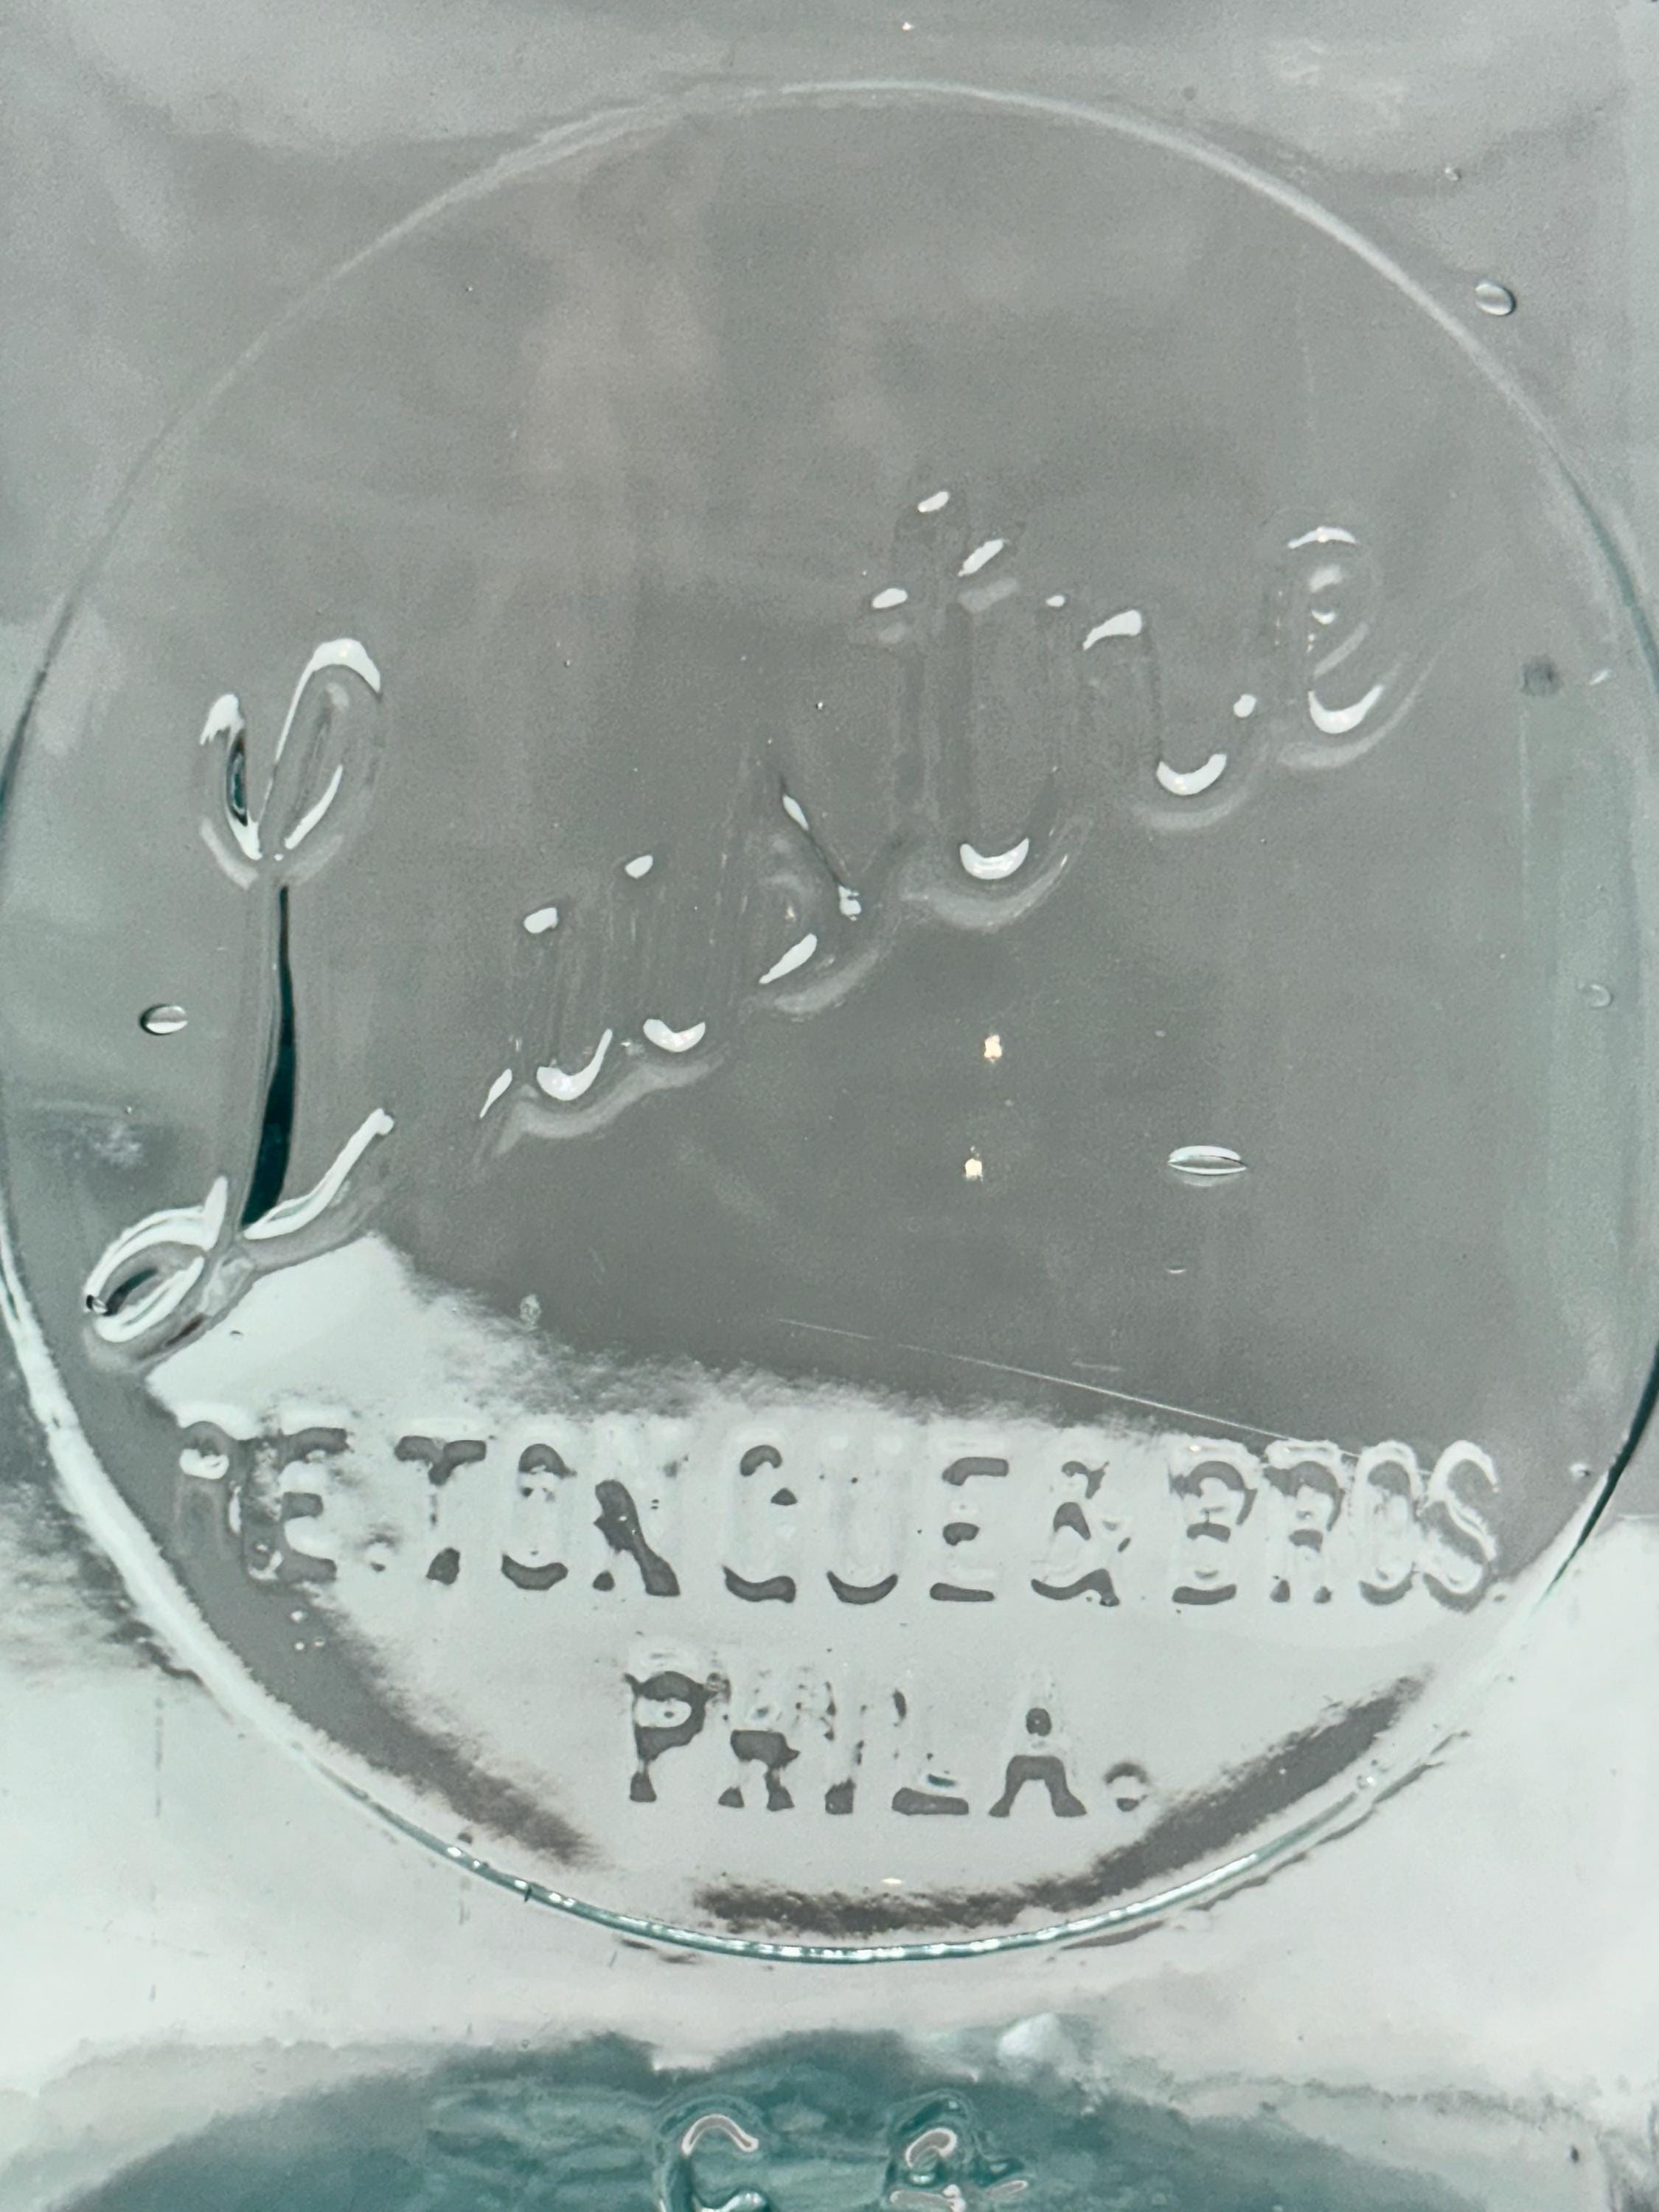 Lustre
R E. TONGUE & BROS
PHILA.